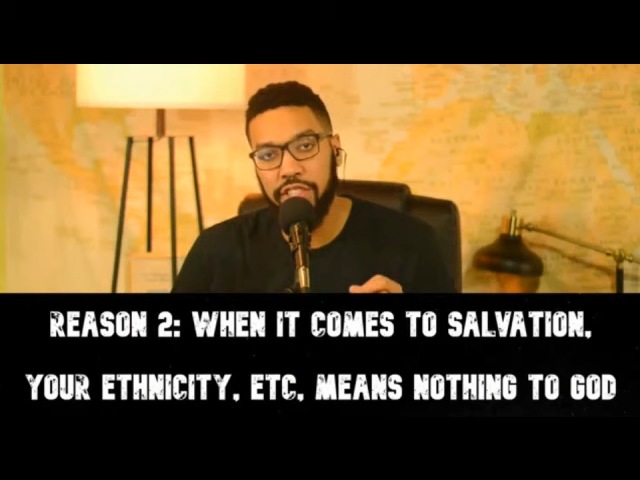 REASON 2: WHEN IT COMES TO SALVATION,
YOUR ETHNICITY, ETC, MEANS NOTHING TO GOD